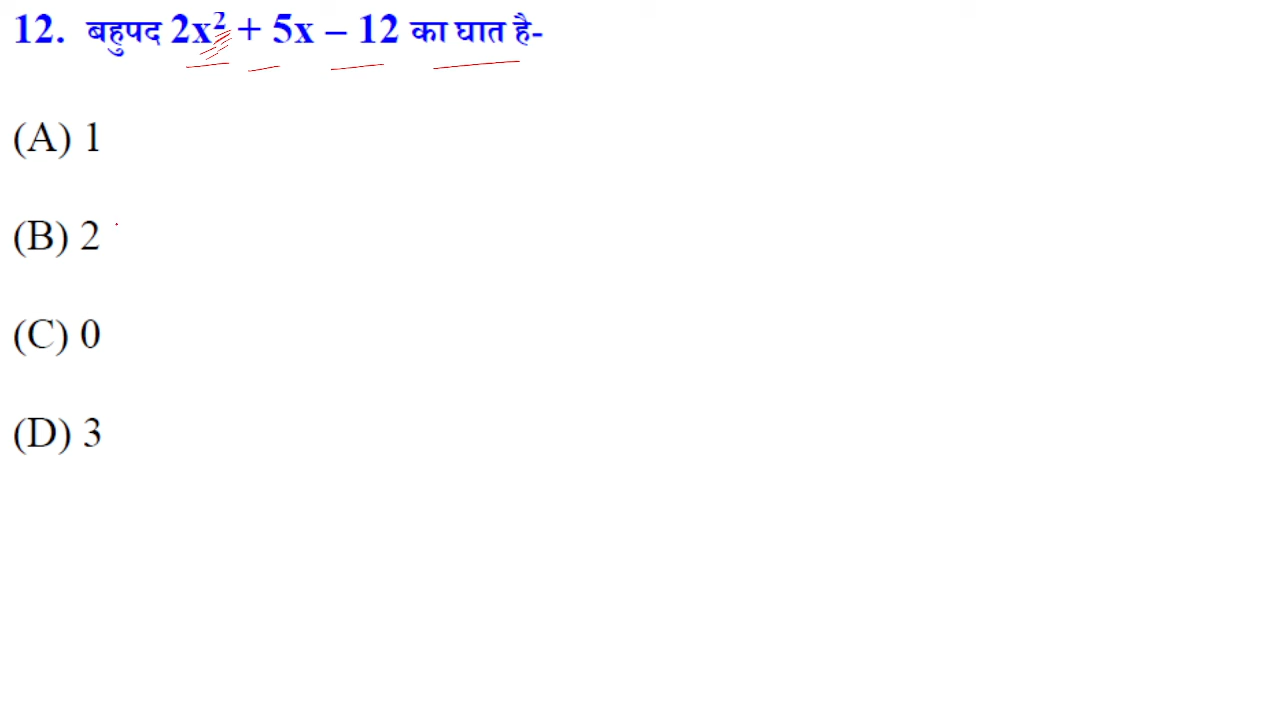 12. बहुपद 2x² + 5x – 12 का घात है-
(A) 1
(B) 2
(C) 0
(D) 3